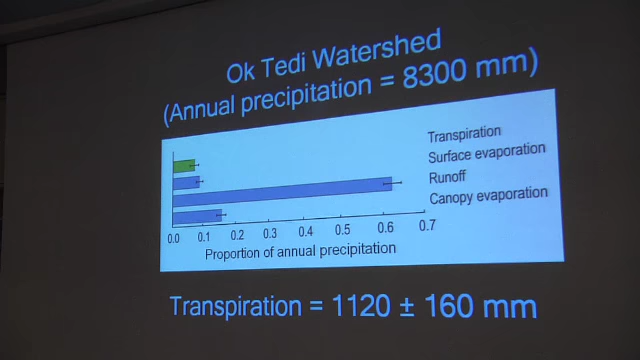 Ok Tedi Watershed
(Annual precipitation = 8300 mm)
Transpiration
Surface evaporation
Runoff
Canopy evaporation
0.0 0.1 0.2 0.3 0.4 0.5 0.6 0.7
Proportion of annual precipitation
Transpiration = 1120 ± 160 mm